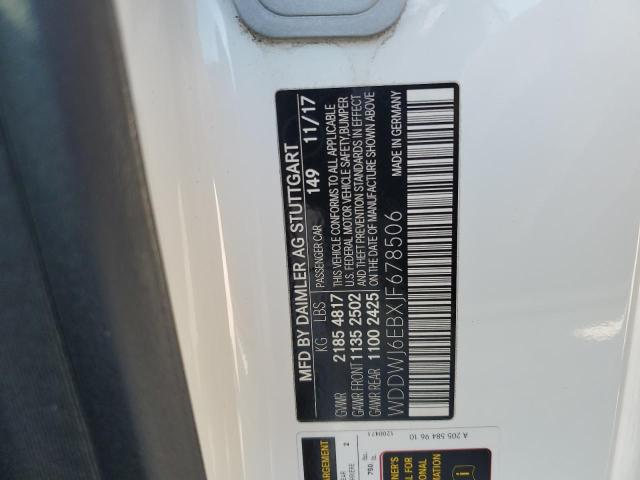 MFD BY DAIMLER AG STUTTGART
KG LBS PASSENGER CAR 149 11/17
GVWR 2185 4817
GAWR FRONT 1135 2502
GAWR REAR 1100 2425
THIS VEHICLE CONFORMS TO ALL APPLICABLE
U.S. FEDERAL MOTOR VEHICLE SAFETY, BUMPER
AND THEFT PREVENTION STANDARDS IN EFFECT
ON THE DATE OF MANUFACTURE SHOWN ABOVE
WDDWJ6EBXJF678506 MADE IN GERMANY
A 205 584 96 10
2
750